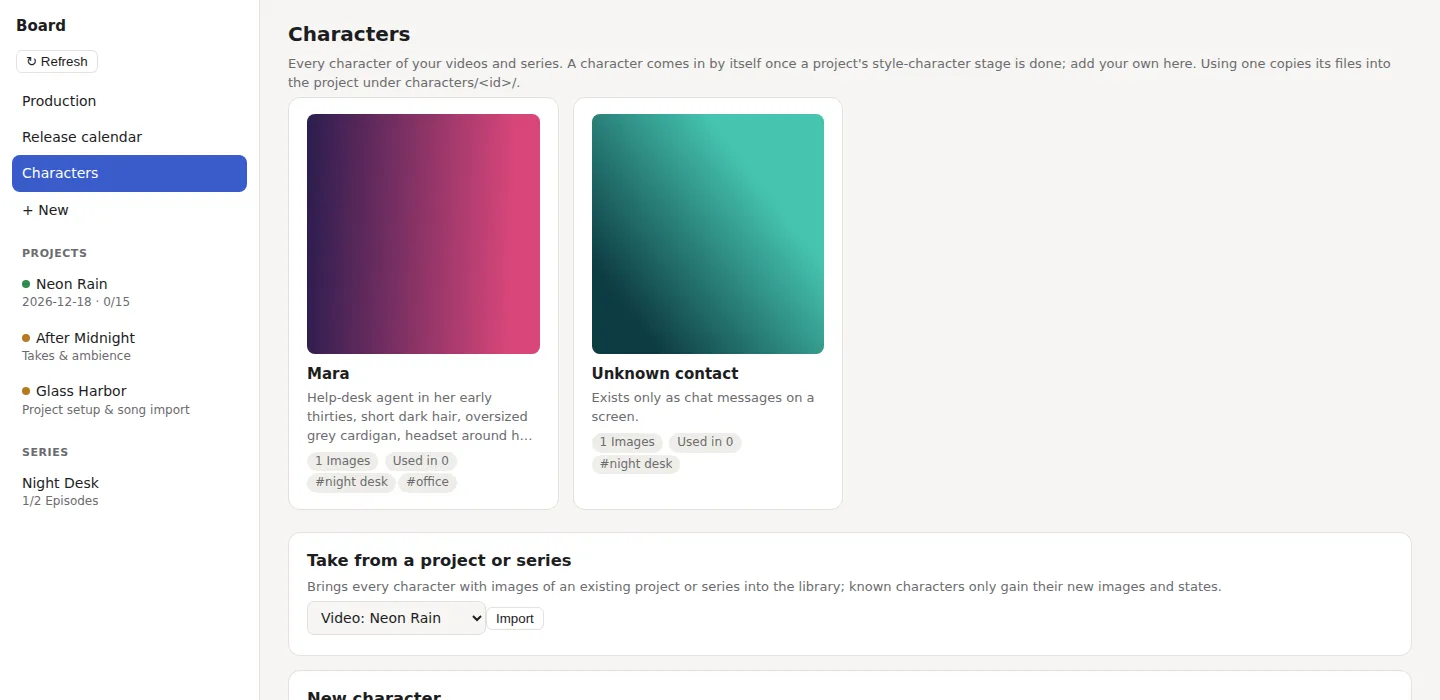 Board
↻ Refresh
Production
Release calendar
Characters
+ New
PROJECTS
Neon Rain
2026-12-18 · 0/15
After Midnight
Takes & ambience
Glass Harbor
Project setup & song import
SERIES
Night Desk
1/2 Episodes
Characters
Every character of your videos and series. A character comes in by itself once a project's style-character stage is done; add your own here. Using one copies its files into
the project under characters/<id>/.
Mara
Help-desk agent in her early
thirties, short dark hair, oversized
grey cardigan, headset around h…
1 Images Used in 0
#night desk #office
Unknown contact
Exists only as chat messages on a
screen.
1 Images Used in 0
#night desk
Take from a project or series
Brings every character with images of an existing project or series into the library; known characters only gain their new images and states.
Video: Neon Rain Import
New character